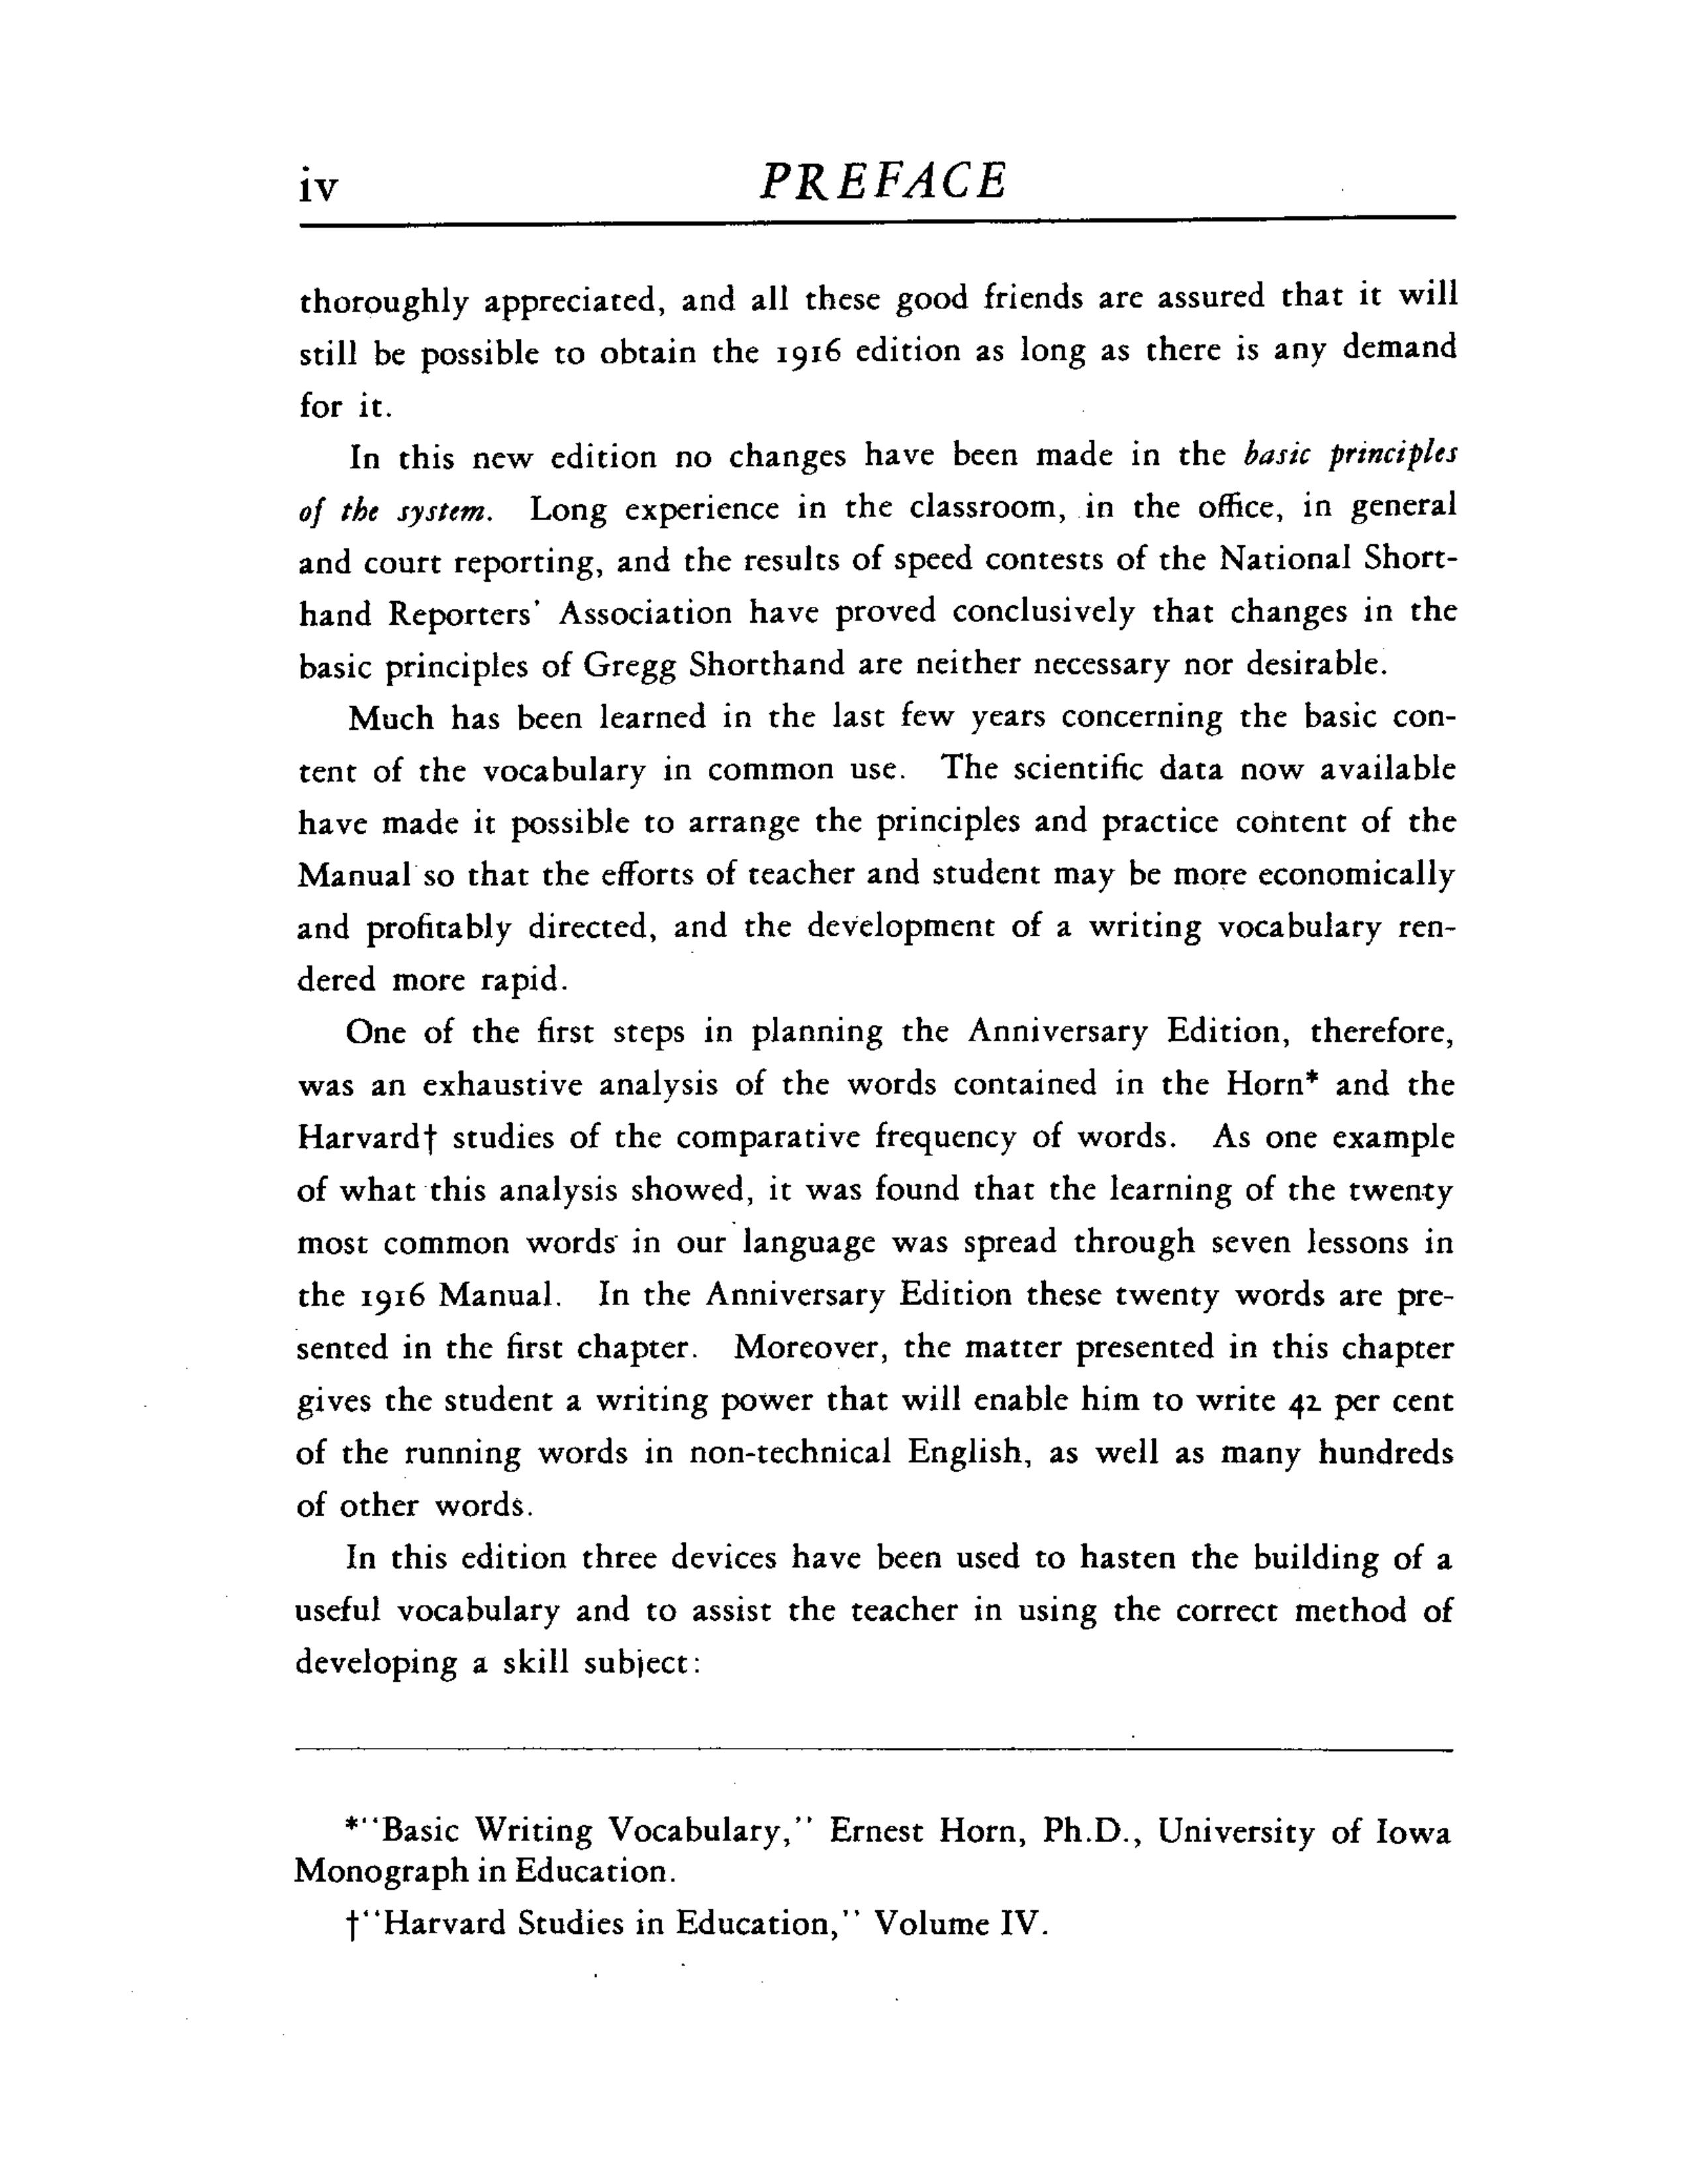 iv PREFACE
thoroughly appreciated, and all these good friends are assured that it will
still be possible to obtain the 1916 edition as long as there is any demand
for it.
In this new edition no changes have been made in the basic principles
of the system. Long experience in the classroom, in the office, in general
and court reporting, and the results of speed contests of the National Short-
hand Reporters' Association have proved conclusively that changes in the
basic principles of Gregg Shorthand are neither necessary nor desirable.
Much has been learned in the last few years concerning the basic con-
tent of the vocabulary in common use. The scientific data now available
have made it possible to arrange the principles and practice content of the
Manual so that the efforts of teacher and student may be more economically
and profitably directed, and the development of a writing vocabulary ren-
dered more rapid.
One of the first steps in planning the Anniversary Edition, therefore,
was an exhaustive analysis of the words contained in the Horn* and the
Harvard† studies of the comparative frequency of words. As one example
of what this analysis showed, it was found that the learning of the twenty
most common words in our language was spread through seven lessons in
the 1916 Manual. In the Anniversary Edition these twenty words are pre-
sented in the first chapter. Moreover, the matter presented in this chapter
gives the student a writing power that will enable him to write 42 per cent
of the running words in non-technical English, as well as many hundreds
of other words.
In this edition three devices have been used to hasten the building of a
useful vocabulary and to assist the teacher in using the correct method of
developing a skill subject:
*"Basic Writing Vocabulary," Ernest Horn, Ph.D., University of Iowa
Monograph in Education.
†"Harvard Studies in Education," Volume IV.